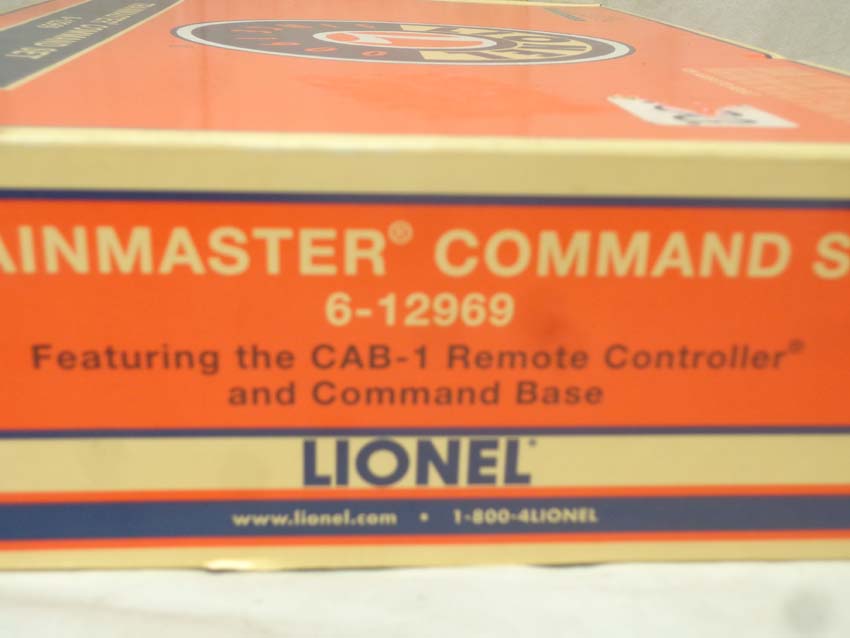 AINMASTER® COMMAND S
6-12969
Featuring the CAB-1 Remote Controller®
and Command Base
LIONEL
www.lionel.com • 1-800-4LIONEL